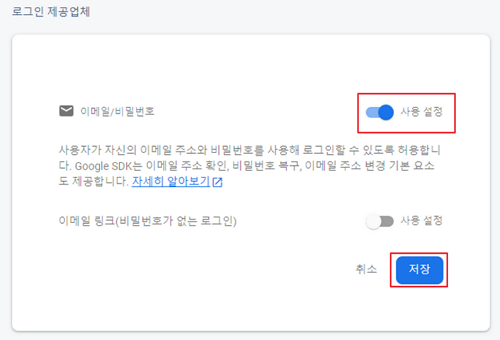 로그인 제공업체
이메일/비밀번호
사용 설정
사용자가 자신의 이메일 주소와 비밀번호를 사용해 로그인할 수 있도록 허용합니
다. Google SDK는 이메일 주소 확인, 비밀번호 복구, 이메일 주소 변경 기본 요소
도 제공합니다. 자세히 알아보기
이메일 링크(비밀번호가 없는 로그인)
사용 설정
취소
저장